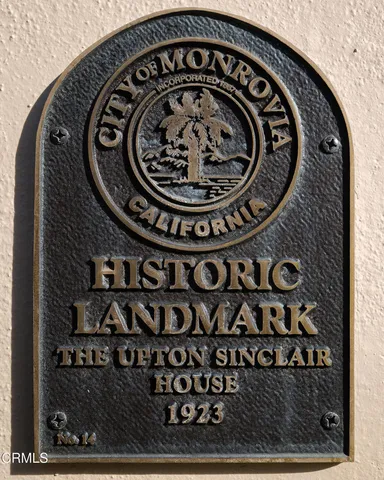 CITY OF MONROVIA
INCORPORATED 1887
CALIFORNIA
HISTORIC
LANDMARK
THE UPTON SINCLAIR
HOUSE
1923
No. 14
CRMLS